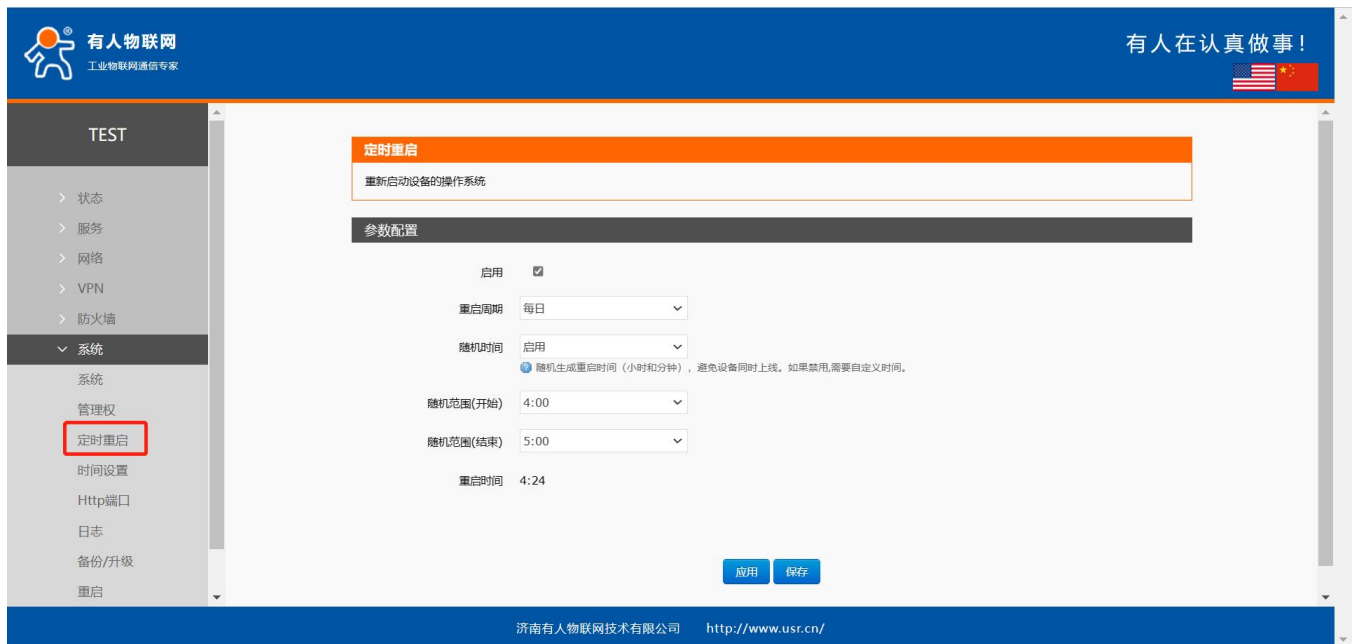 有人物联网
工业物联网通信专家
有人在认真做事！
TEST
状态
服务
网络
VPN
防火墙
系统
系统
管理权
定时重启
时间设置
Http端口
日志
备份/升级
重启
定时重启
重新启动设备的操作系统
参数配置
启用
重启周期 每日
随机时间 启用
随机生成重启时间（小时和分钟），避免设备同时上线。如果禁用,需要自定义时间。
随机范围(开始) 4:00
随机范围(结束) 5:00
重启时间 4:24
应用 保存
济南有人物联网技术有限公司 http://www.usr.cn/